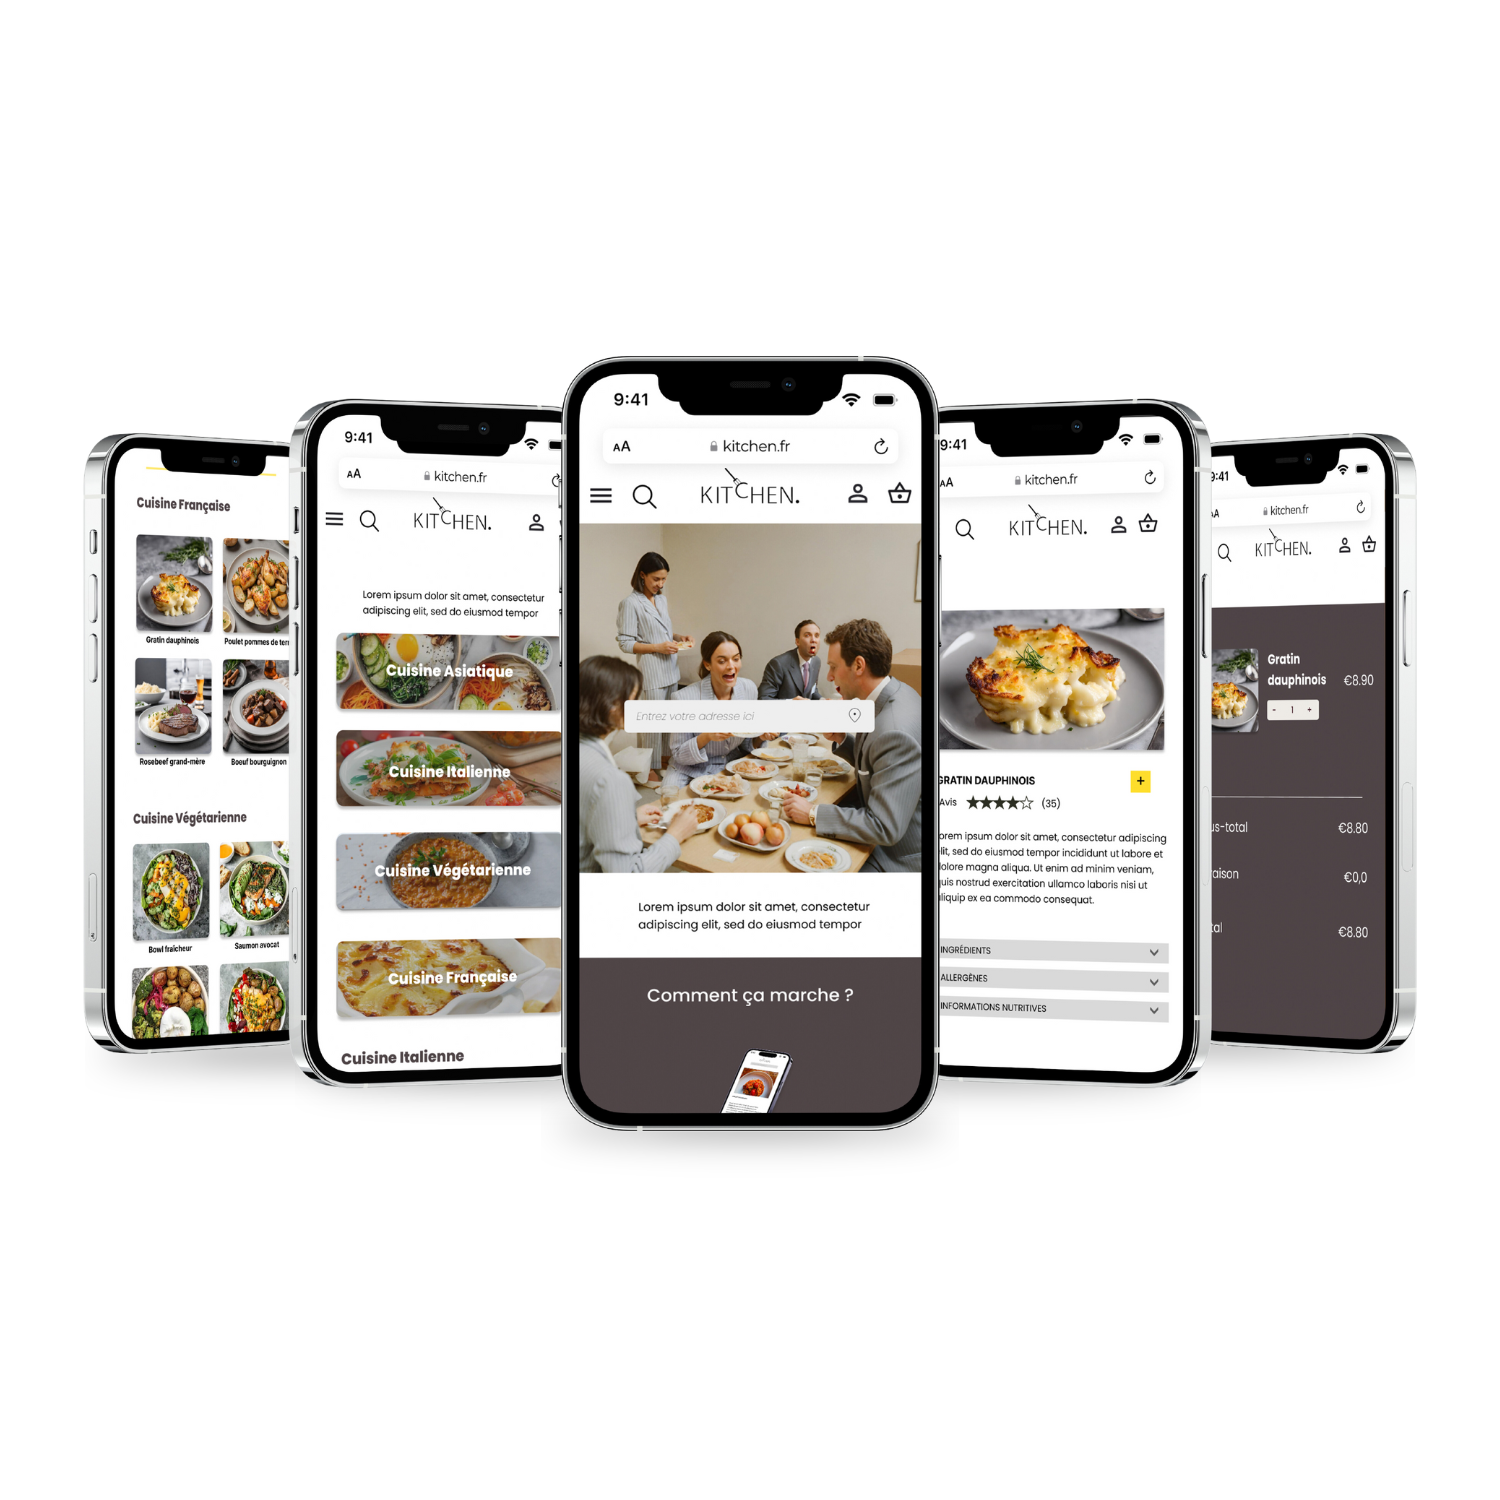 Cuisine Française
Gratin dauphinois
Poulet pommes de terr
Rosebeef grand-mère
Boeuf bourguignon
Cuisine Végétarienne
Bowl fraîcheur
Saumon avocat
9:41
AA
kitchen.fr
KITCHEN.
Lorem ipsum dolor sit amet, consectetur
adipiscing elit, sed do eiusmod tempor
Cuisine Asiatique
Cuisine Italienne
Cuisine Végétarienne
Cuisine Française
Cuisine Italienne
9:41
AA
kitchen.fr
KITCHEN.
Entrez votre adresse ici
Lorem ipsum dolor sit amet, consectetur
adipiscing elit, sed do eiusmod tempor
Comment ça marche ?
9:41
AA
kitchen.fr
KITCHEN.
GRATIN DAUPHINOIS
+
Avis ★★★★☆ (35)
orem ipsum dolor sit amet, consectetur adipiscing
lit, sed do eiusmod tempor incididunt ut labore et
dolore magna aliqua. Ut enim ad minim veniam,
quis nostrud exercitation ullamco laboris nisi ut
aliquip ex ea commodo consequat.
INGRÉDIENTS
ALLERGÈNES
INFORMATIONS NUTRITIVES
9:41
AA
kitchen.fr
KITCHEN.
Gratin
dauphinois €8.90
- 1 +
us-total €8.80
raison €0,0
tal €8.80